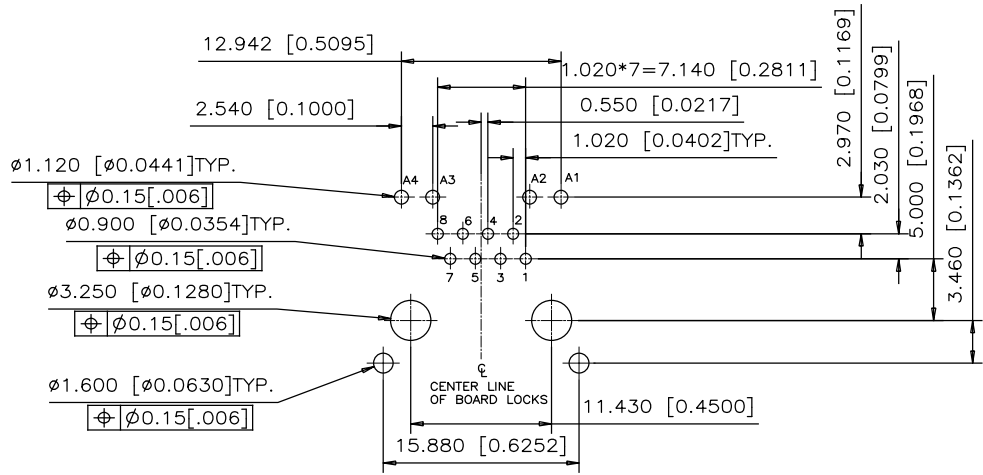 12.942 [0.5095]
1.020*7=7.140 [0.2811]
2.540 [0.1000]
0.550 [0.0217]
1.020 [0.0402]TYP.
2.970 [0.1169]
2.030 [0.0799]
5.000 [0.1968]
3.460 [0.1362]
ø1.120 [ø0.0441]TYP.
Ø0.15[.006]
A4 A3 A2 A1
ø0.900 [ø0.0354]TYP.
8 6 4 2
Ø0.15[.006]
7 5 3 1
ø3.250 [ø0.1280]TYP.
Ø0.15[.006]
ø1.600 [ø0.0630]TYP.
Ø0.15[.006]
℄
CENTER LINE
OF BOARD LOCKS
11.430 [0.4500]
15.880 [0.6252]